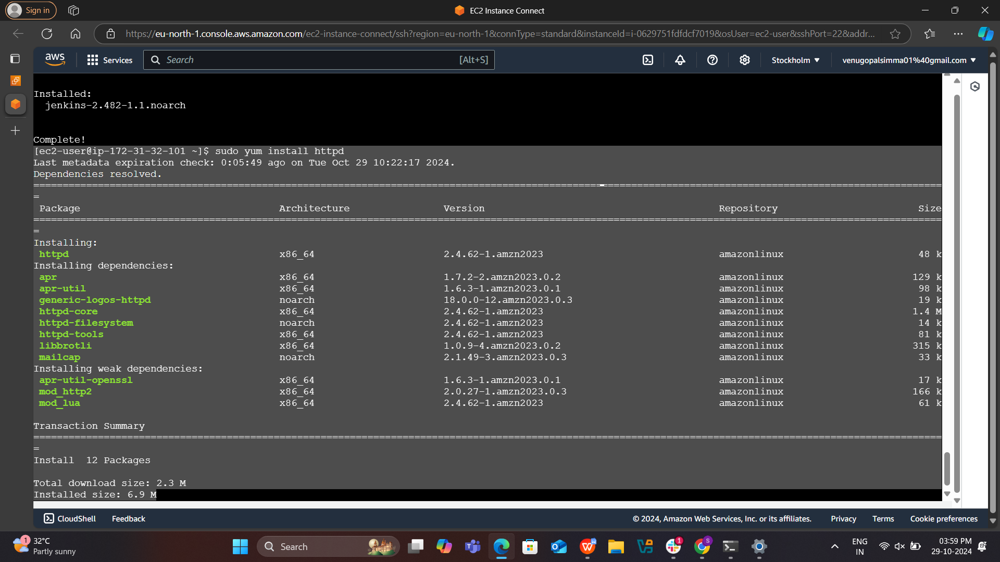 Sign in
EC2 Instance Connect
https://eu-north-1.console.aws.amazon.com/ec2-instance-connect/ssh?region=eu-north-1&connType=standard&instanceId=i-0629751fdfdcf7019&osUser=ec2-user&sshPort=22&addr...
aws
Services
Search
[Alt+S]
Stockholm
venugopalsimma01%40gmail.com
Installed:
jenkins-2.482-1.1.noarch
Complete!
[ec2-user@ip-172-31-32-101 ~]$ sudo yum install httpd
Last metadata expiration check: 0:05:49 ago on Tue Oct 29 10:22:17 2024.
Dependencies resolved.
Package Architecture Version Repository Size
Installing:
httpd x86_64 2.4.62-1.amzn2023 amazonlinux 48 k
Installing dependencies:
apr x86_64 1.7.2-2.amzn2023.0.2 amazonlinux 129 k
apr-util x86_64 1.6.3-1.amzn2023.0.1 amazonlinux 98 k
generic-logos-httpd noarch 18.0.0-12.amzn2023.0.3 amazonlinux 19 k
httpd-core x86_64 2.4.62-1.amzn2023 amazonlinux 1.4 M
httpd-filesystem noarch 2.4.62-1.amzn2023 amazonlinux 14 k
httpd-tools x86_64 2.4.62-1.amzn2023 amazonlinux 81 k
libbrotli x86_64 1.0.9-4.amzn2023.0.2 amazonlinux 315 k
mailcap noarch 2.1.49-3.amzn2023.0.3 amazonlinux 33 k
Installing weak dependencies:
apr-util-openssl x86_64 1.6.3-1.amzn2023.0.1 amazonlinux 17 k
mod_http2 x86_64 2.0.27-1.amzn2023.0.3 amazonlinux 166 k
mod_lua x86_64 2.4.62-1.amzn2023 amazonlinux 61 k
Transaction Summary
Install 12 Packages
Total download size: 2.3 M
Installed size: 6.9 M
CloudShell
Feedback
© 2024, Amazon Web Services, Inc. or its affiliates.
Privacy
Terms
Cookie preferences
1
32°C
Partly sunny
Search
1
S
ENG
IN
03:59 PM
29-10-2024